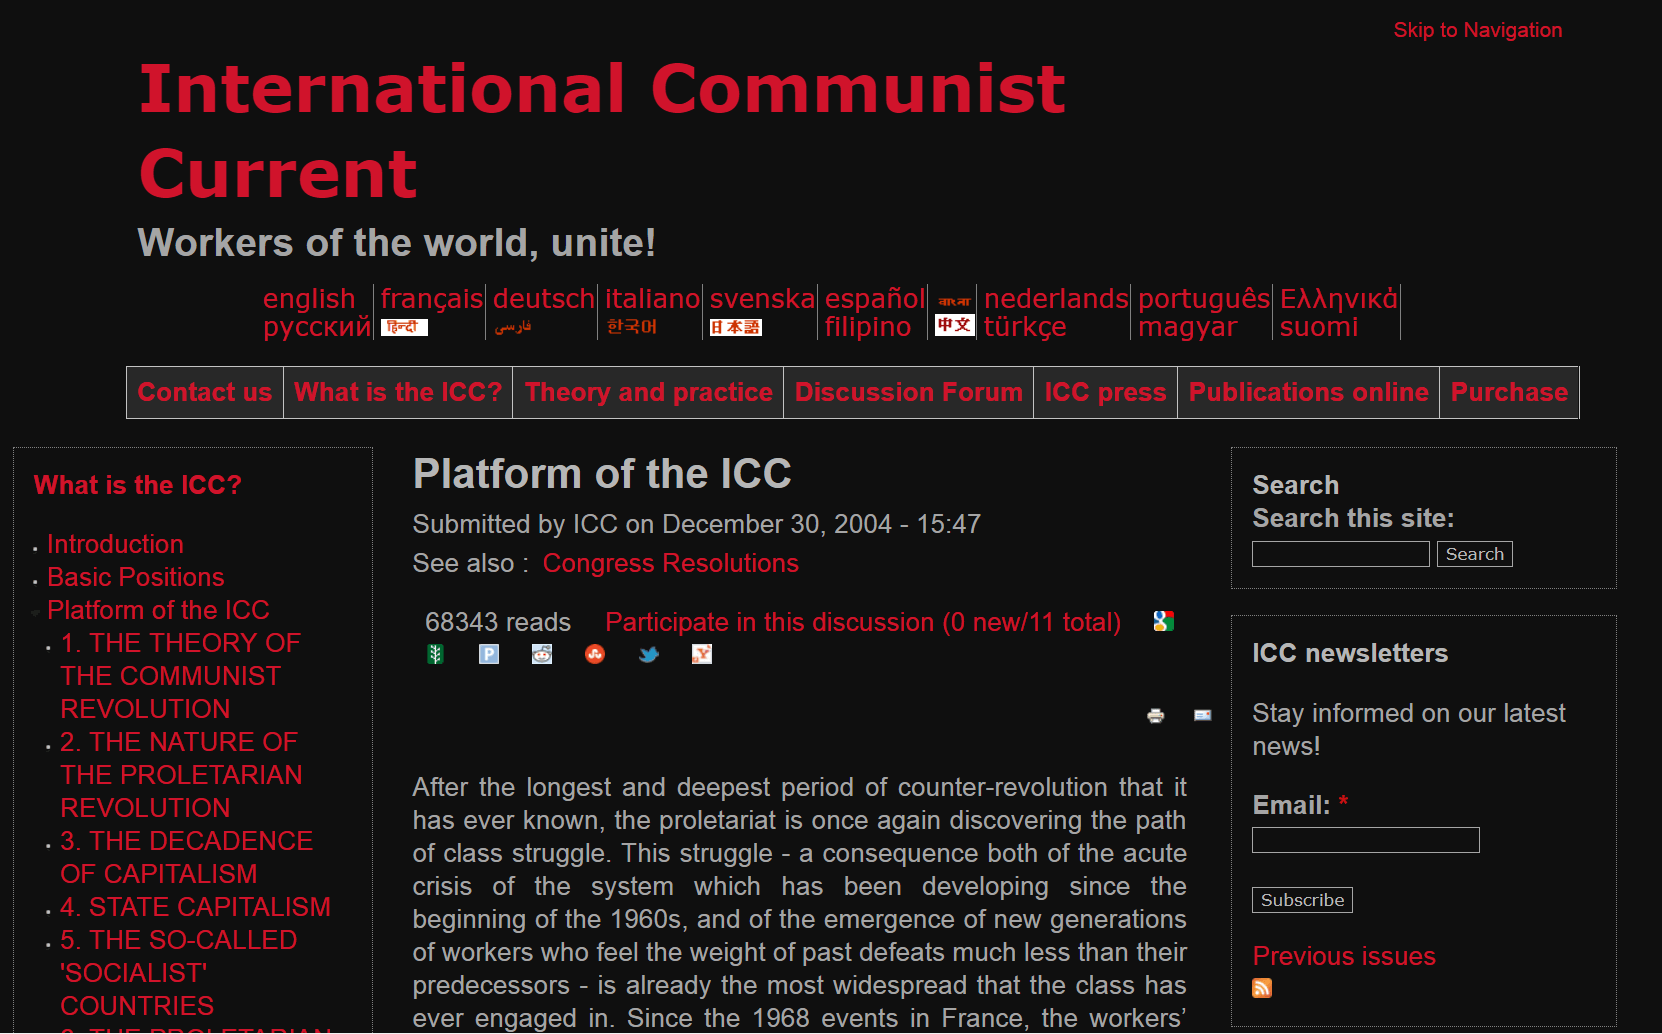 Skip to Navigation
International Communist
Current
Workers of the world, unite!
english français deutsch italiano svenska español বাংলা nederlands português Ελληνικά
русский हिन्दी فارسی 한국어 日本語 filipino 中文 türkçe magyar suomi
Contact us What is the ICC? Theory and practice Discussion Forum ICC press Publications online Purchase
What is the ICC?
Introduction
Basic Positions
Platform of the ICC
1. THE THEORY OF
THE COMMUNIST
REVOLUTION
2. THE NATURE OF
THE PROLETARIAN
REVOLUTION
3. THE DECADENCE
OF CAPITALISM
4. STATE CAPITALISM
5. THE SO-CALLED
'SOCIALIST'
COUNTRIES
Platform of the ICC
Submitted by ICC on December 30, 2004 - 15:47
See also : Congress Resolutions
68343 reads Participate in this discussion (0 new/11 total)
After the longest and deepest period of counter-revolution that it
has ever known, the proletariat is once again discovering the path
of class struggle. This struggle - a consequence both of the acute
crisis of the system which has been developing since the
beginning of the 1960s, and of the emergence of new generations
of workers who feel the weight of past defeats much less than their
predecessors - is already the most widespread that the class has
ever engaged in. Since the 1968 events in France, the workers’
Search
Search this site:
Search
ICC newsletters
Stay informed on our latest
news!
Email: *
Subscribe
Previous issues